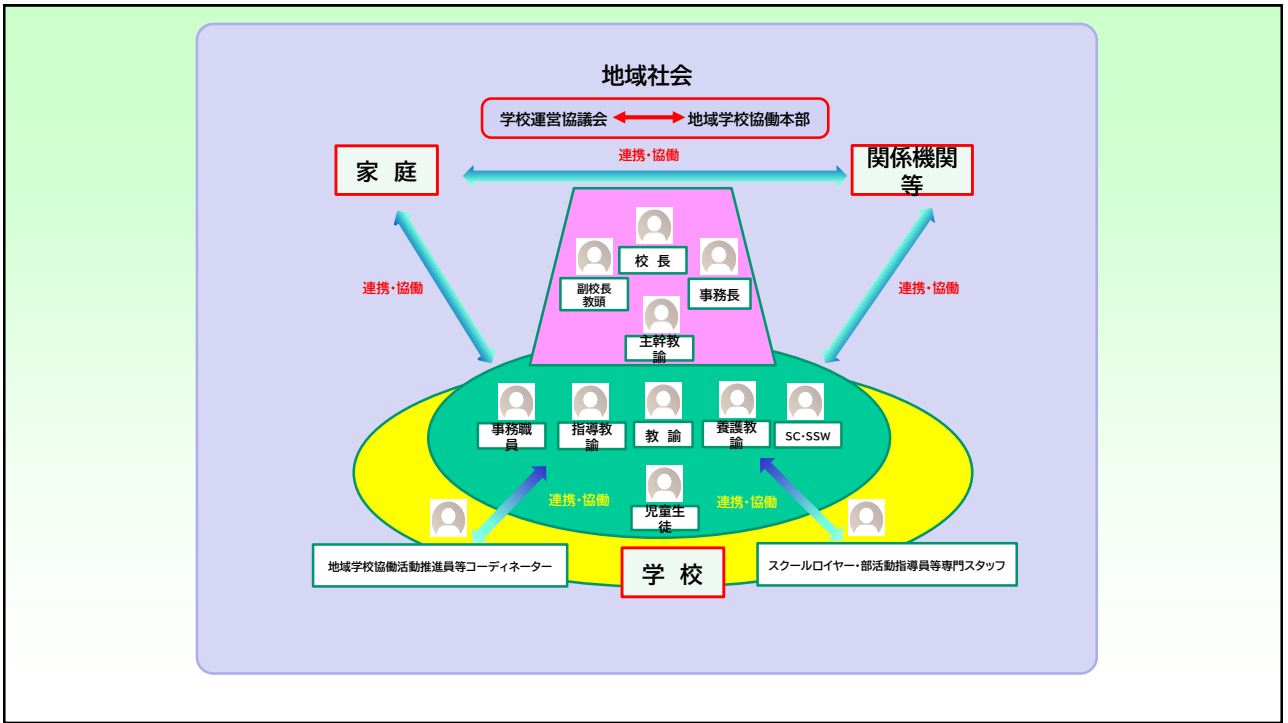 地域社会
学校運営協議会
地域学校協働本部
連携・協働
家 庭
関係機関
等
校 長
副校長
教頭
事務長
連携・協働
連携・協働
主幹教
諭
事務職
員
指導教
諭
教 諭
養護教
諭
SC・SSW
連携・協働
連携・協働
児童生
徒
地域学校協働活動推進員等コーディネーター
学 校
スクールロイヤー・部活動指導員等専門スタッフ